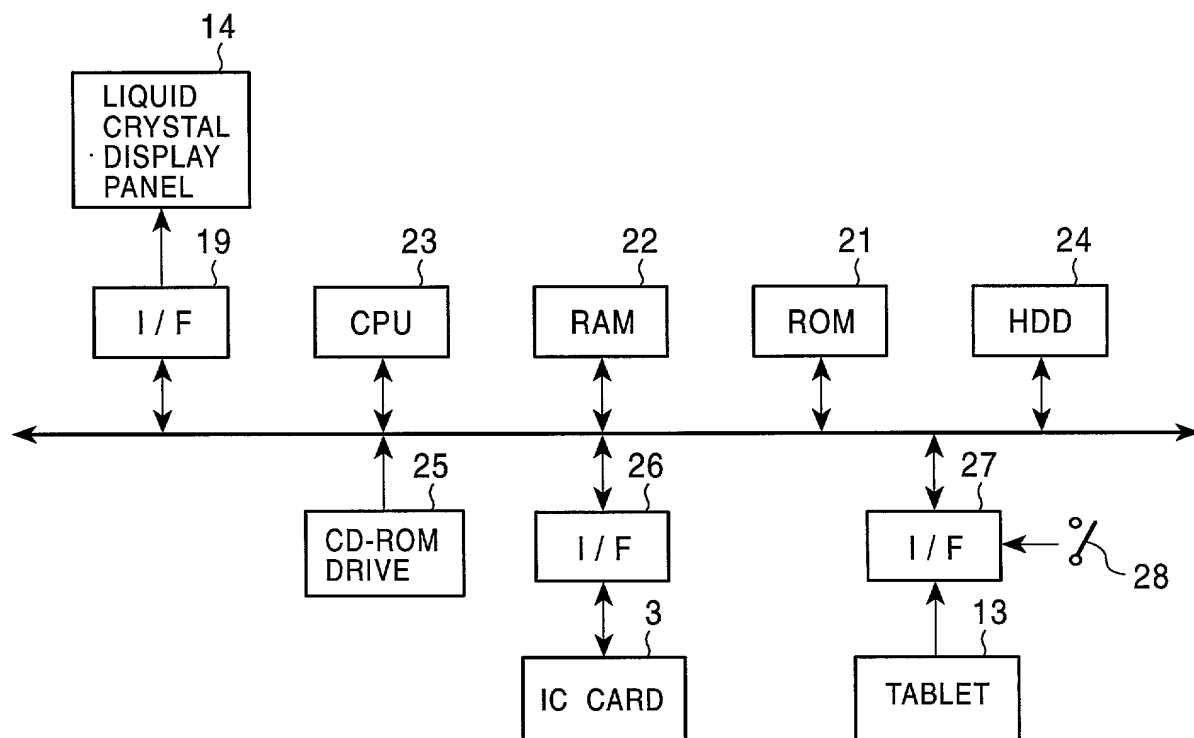 14
LIQUID
CRYSTAL
DISPLAY
PANEL
19
23
22
21
24
I / F
CPU
RAM
ROM
HDD
25
26
27
CD-ROM
DRIVE
I / F
I / F
28
3
13
IC CARD
TABLET